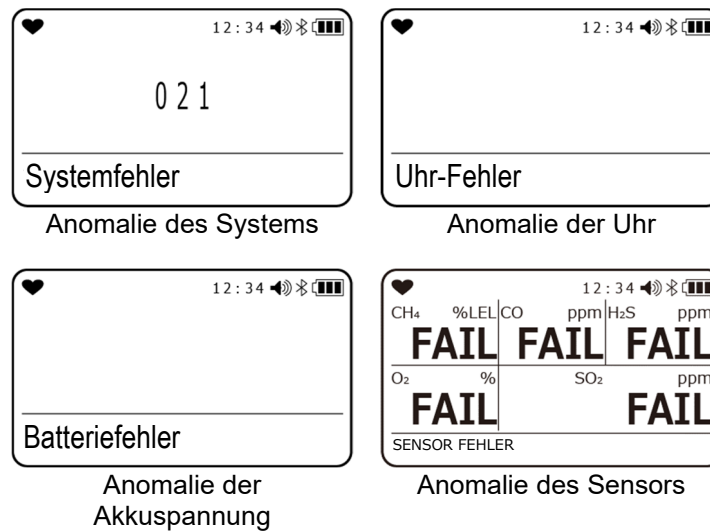 12:34
12:34
021
Systemfehler
Uhr-Fehler
Anomalie des Systems
Anomalie der Uhr
12:34
12:34
CH₄ %LEL CO ppm H₂S ppm
FAIL FAIL FAIL
O₂ % SO₂ ppm
FAIL FAIL
Batteriefehler
SENSOR FEHLER
Anomalie der
Akkuspannung
Anomalie des Sensors